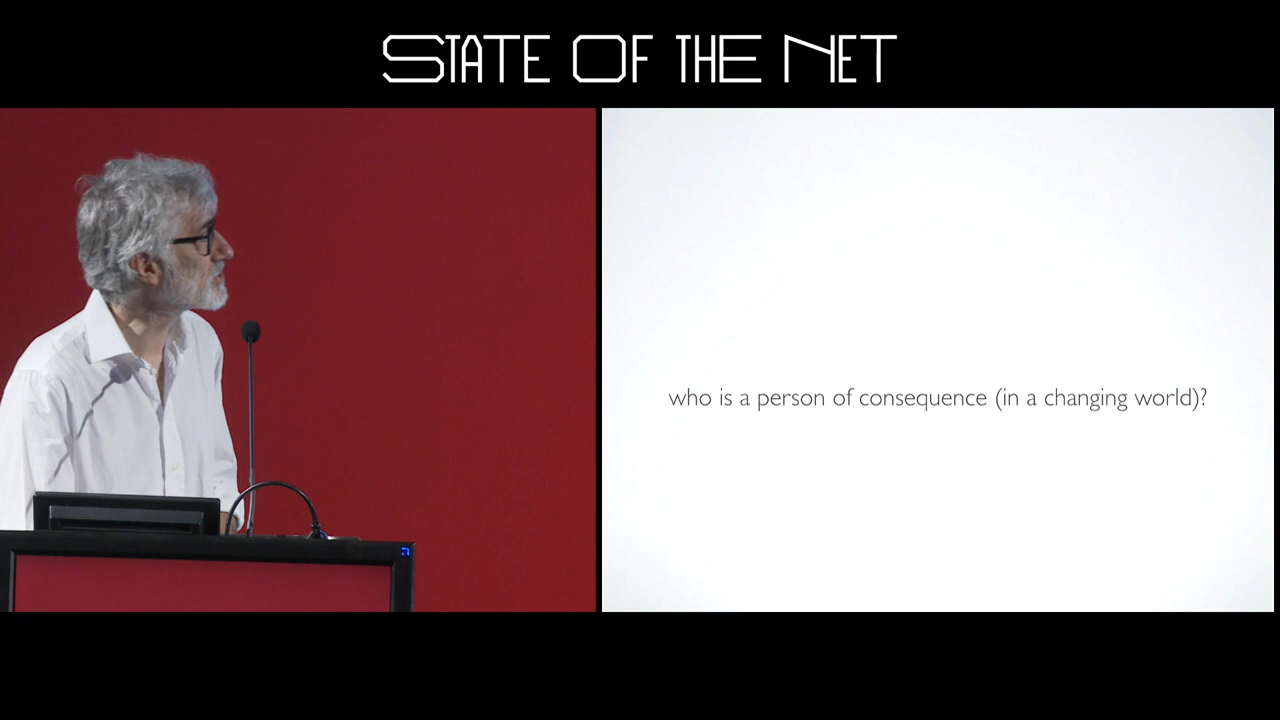 STATE OF THE NET
who is a person of consequence (in a changing world)?